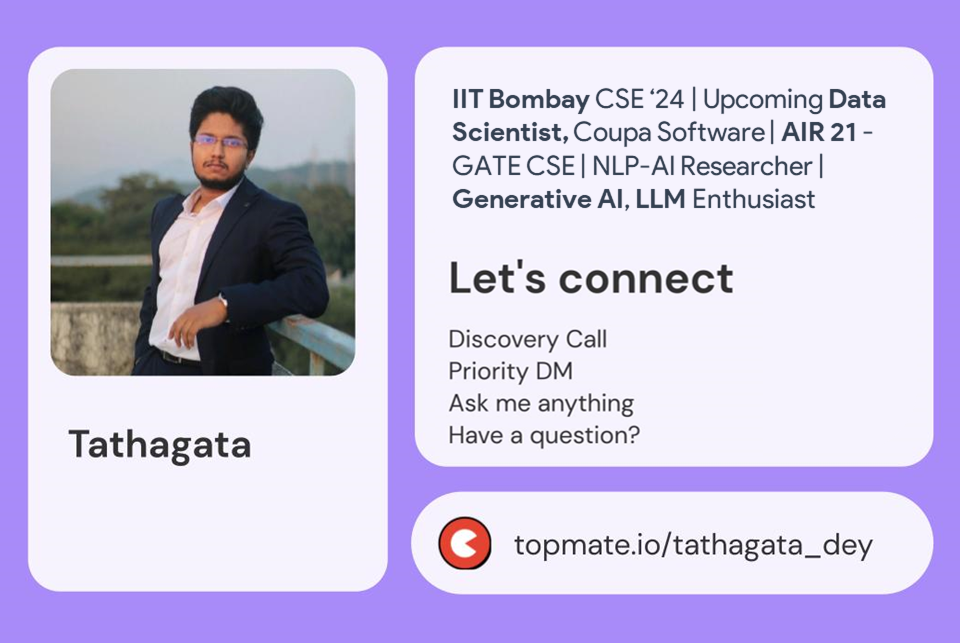 Tathagata
IIT Bombay CSE ‘24 | Upcoming Data
Scientist, Coupa Software | AIR 21 -
GATE CSE | NLP-AI Researcher |
Generative AI, LLM Enthusiast
Let's connect
Discovery Call
Priority DM
Ask me anything
Have a question?
topmate.io/tathagata_dey